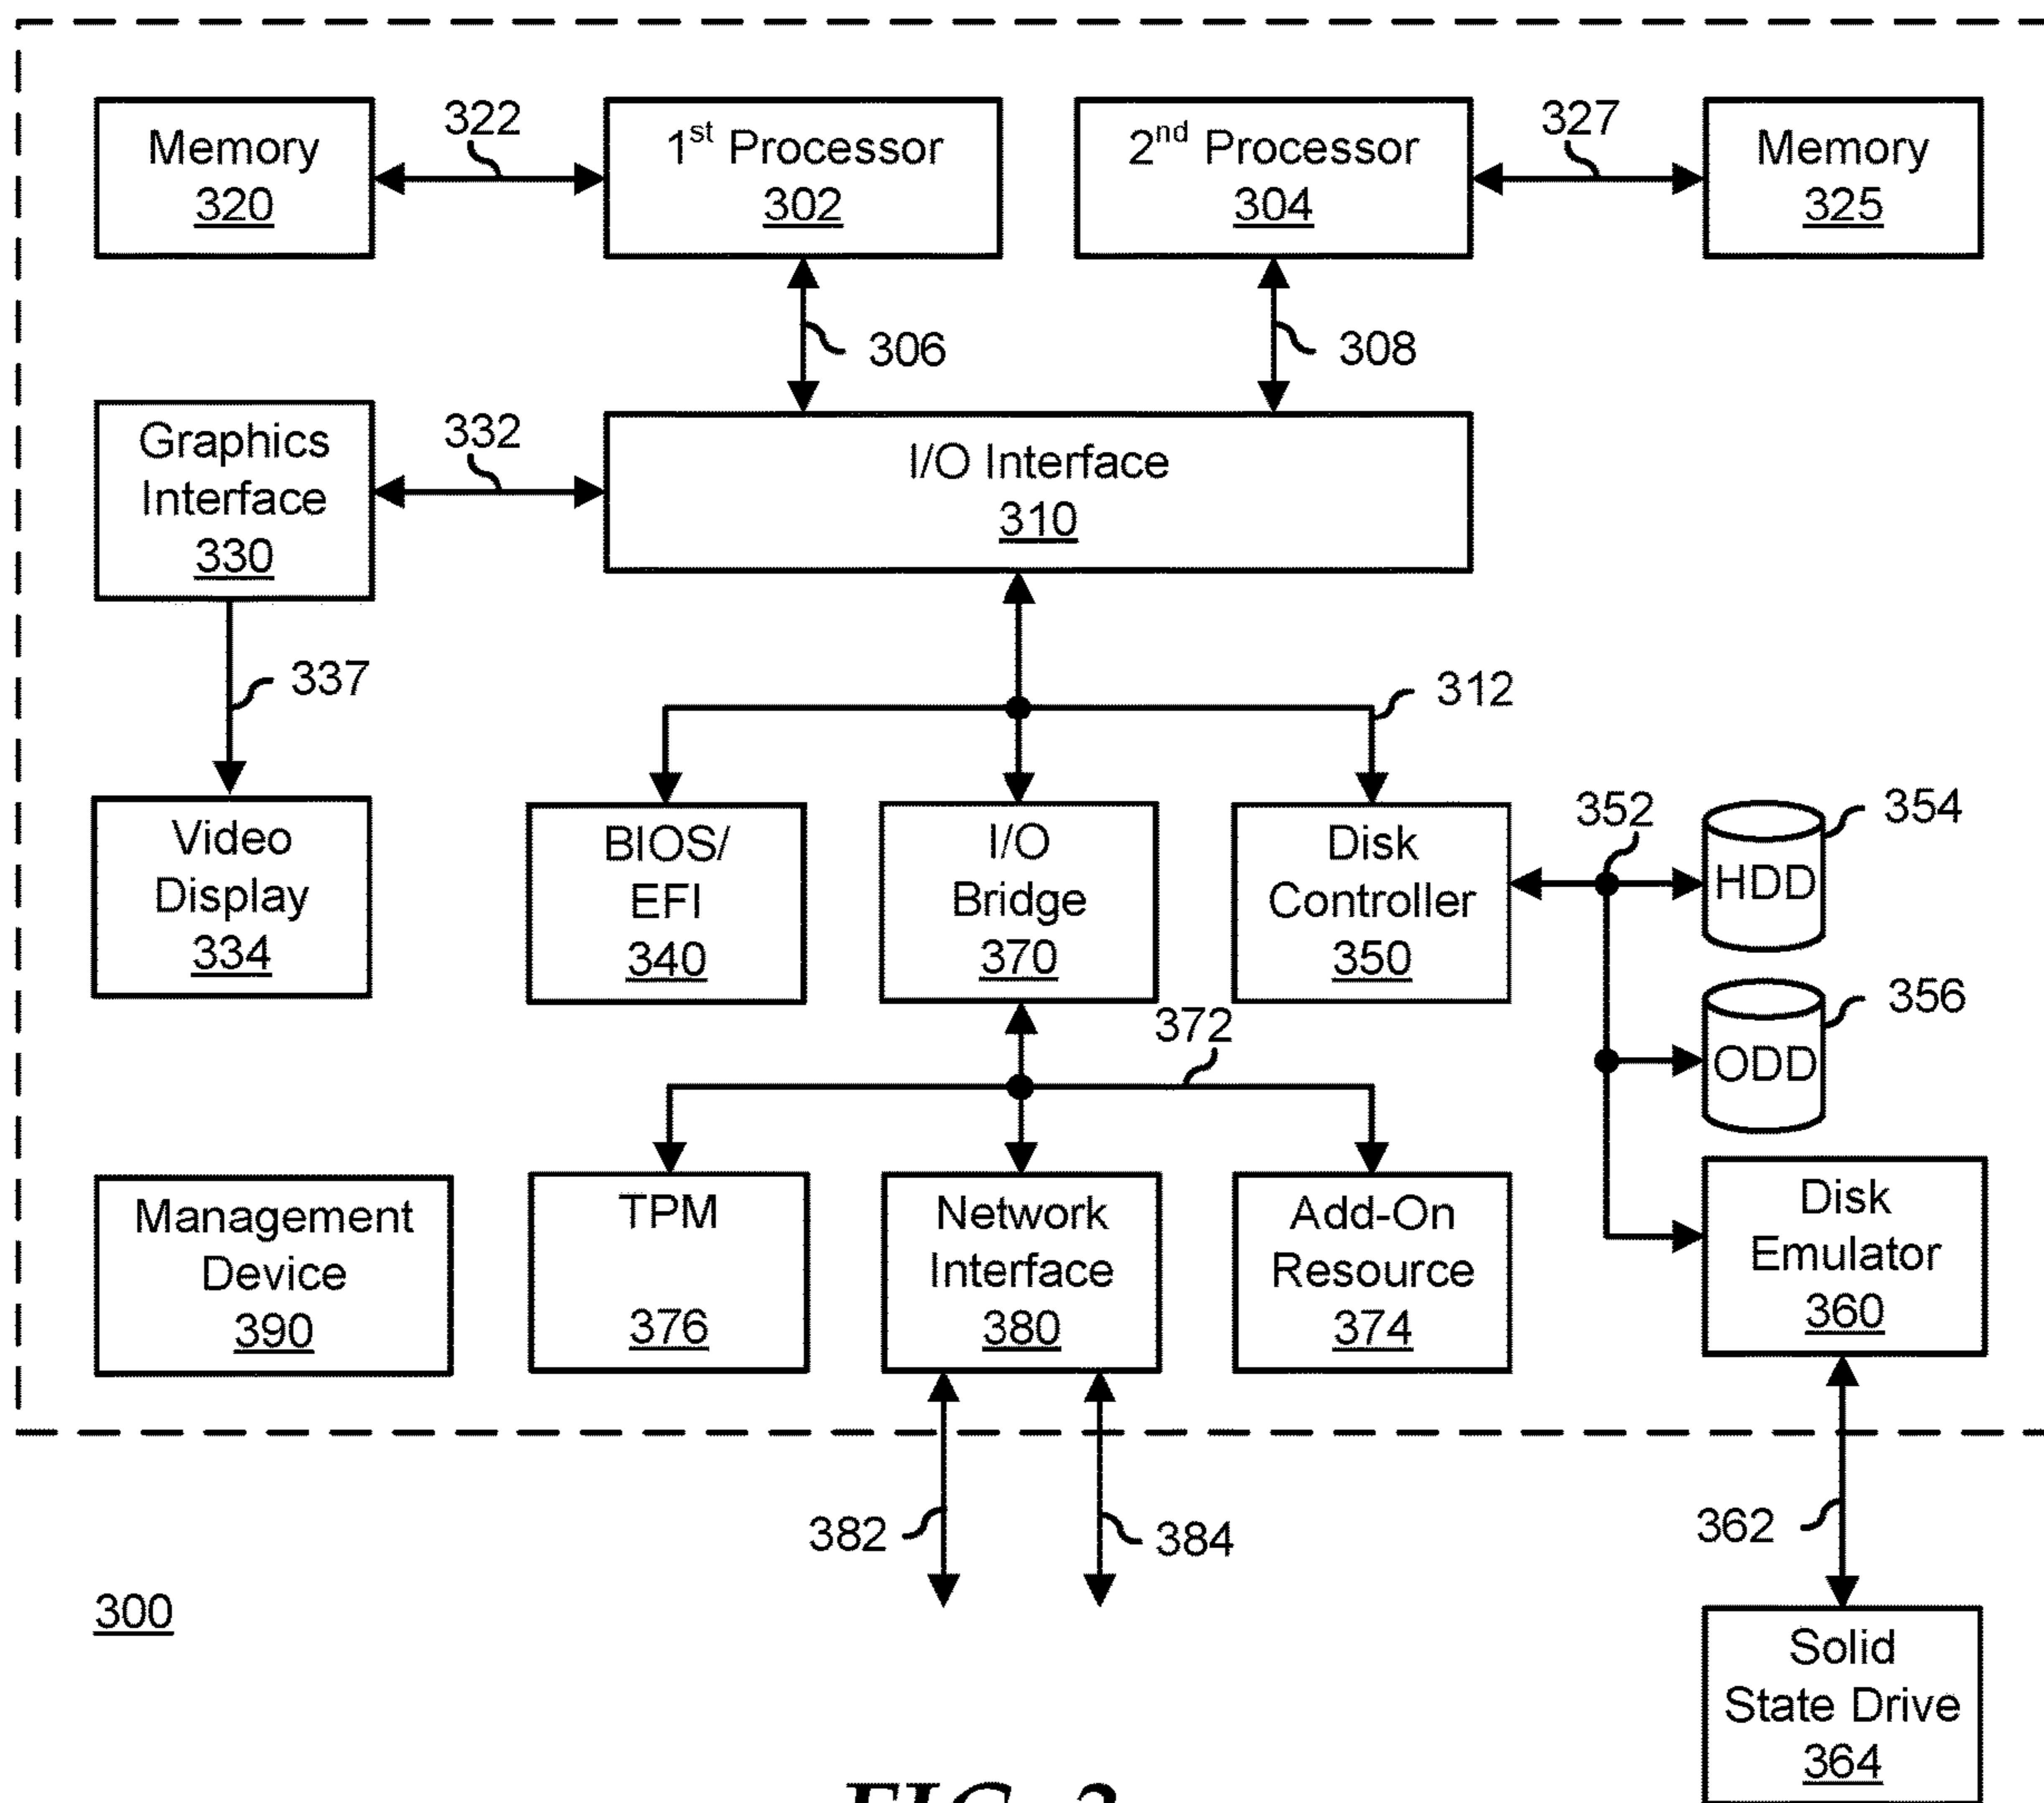 Memory
320
322
1st Processor
302
2nd Processor
304
327
Memory
325
306
308
Graphics
Interface
330
332
I/O Interface
310
337
312
Video
Display
334
BIOS/
EFI
340
I/O
Bridge
370
Disk
Controller
350
352
HDD
354
ODD
356
372
Management
Device
390
TPM
376
Network
Interface
380
Add-On
Resource
374
Disk
Emulator
360
382
384
362
300
Solid
State Drive
364